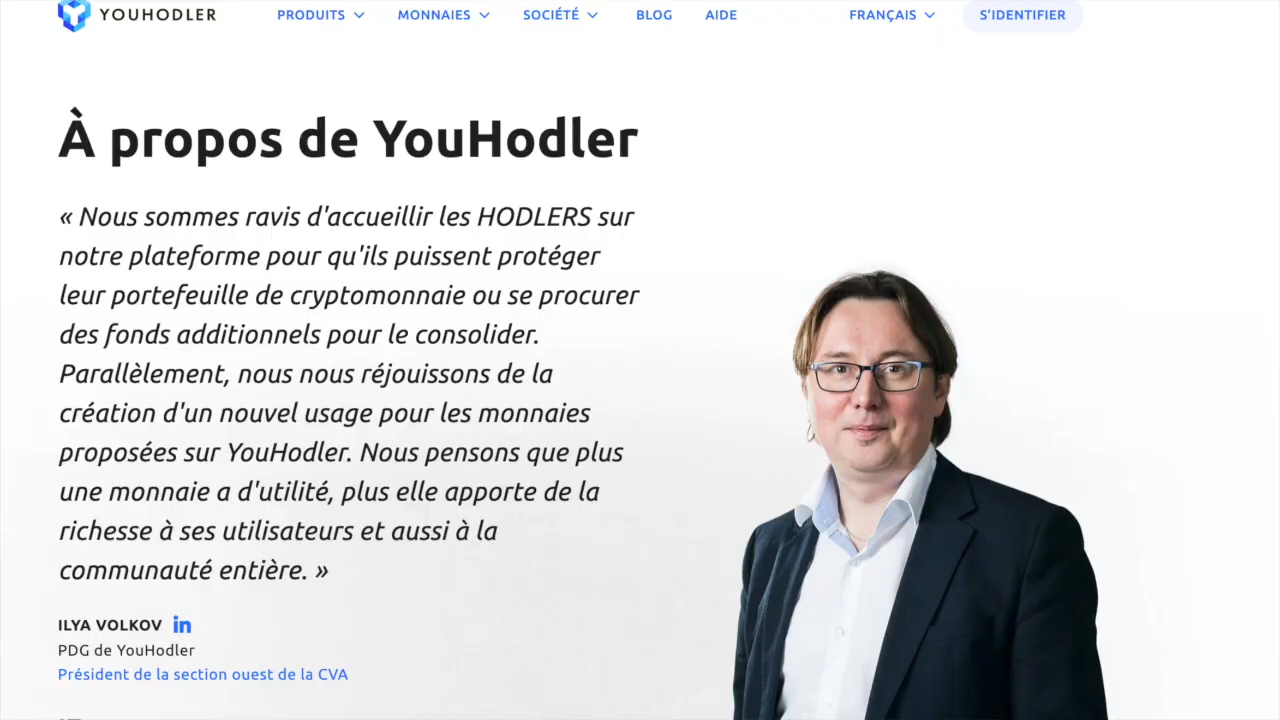 YOUHODLER
PRODUITS
MONNAIES
SOCIÉTÉ
BLOG
AIDE
FRANÇAIS
S'IDENTIFIER
À propos de YouHodler
« Nous sommes ravis d'accueillir les HODLERS sur
notre plateforme pour qu'ils puissent protéger
leur portefeuille de cryptomonnaie ou se procurer
des fonds additionnels pour le consolider.
Parallèlement, nous nous réjouissons de la
création d'un nouvel usage pour les monnaies
proposées sur YouHodler. Nous pensons que plus
une monnaie a d'utilité, plus elle apporte de la
richesse à ses utilisateurs et aussi à la
communauté entière. »
ILYA VOLKOV in
PDG de YouHodler
Président de la section ouest de la CVA